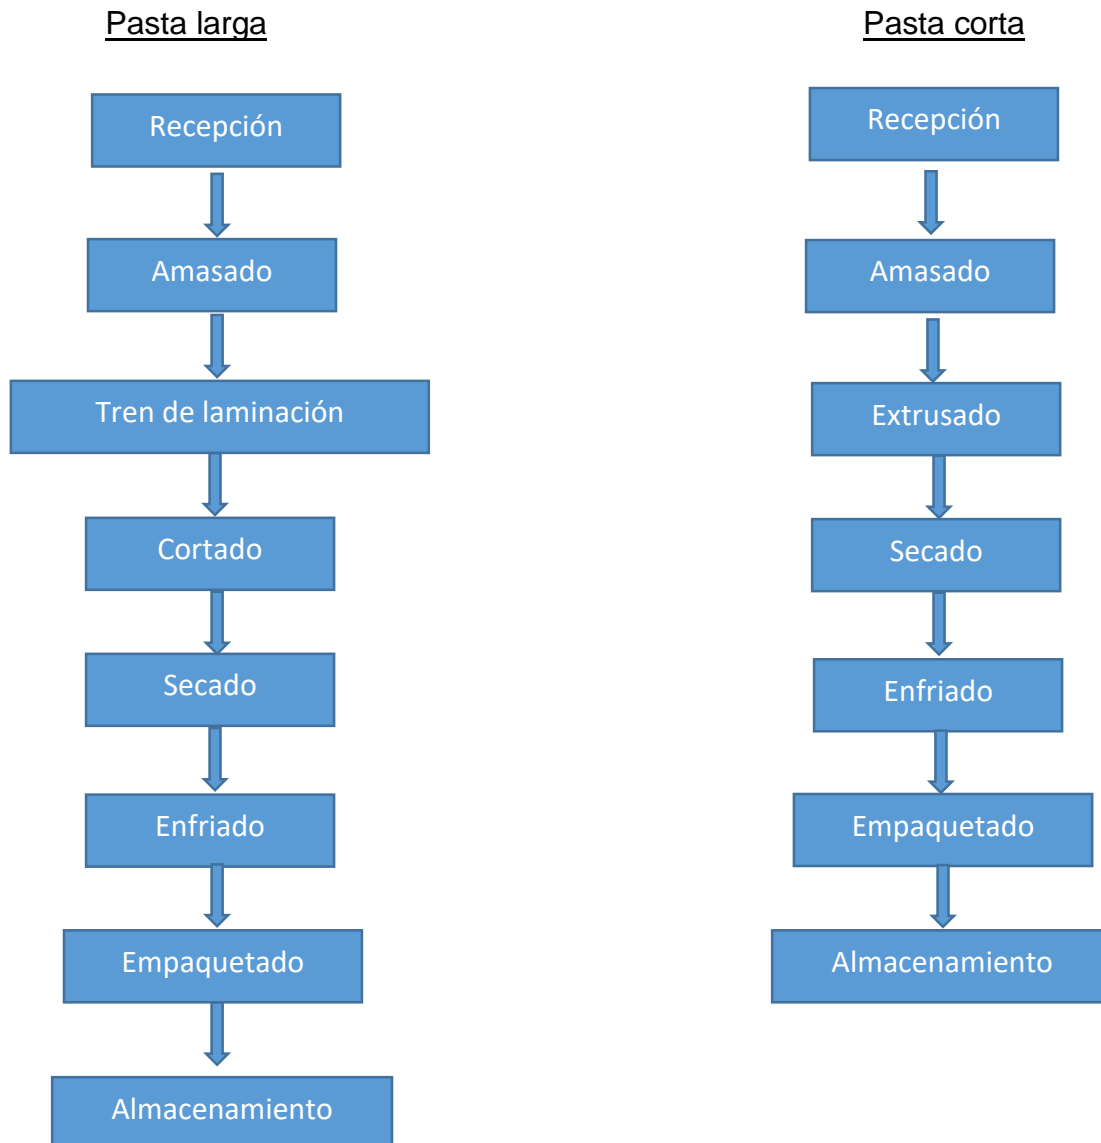 Pasta larga
Recepción
Amasado
Tren de laminación
Cortado
Secado
Enfriado
Empaquetado
Almacenamiento
Pasta corta
Recepción
Amasado
Extrusado
Secado
Enfriado
Empaquetado
Almacenamiento